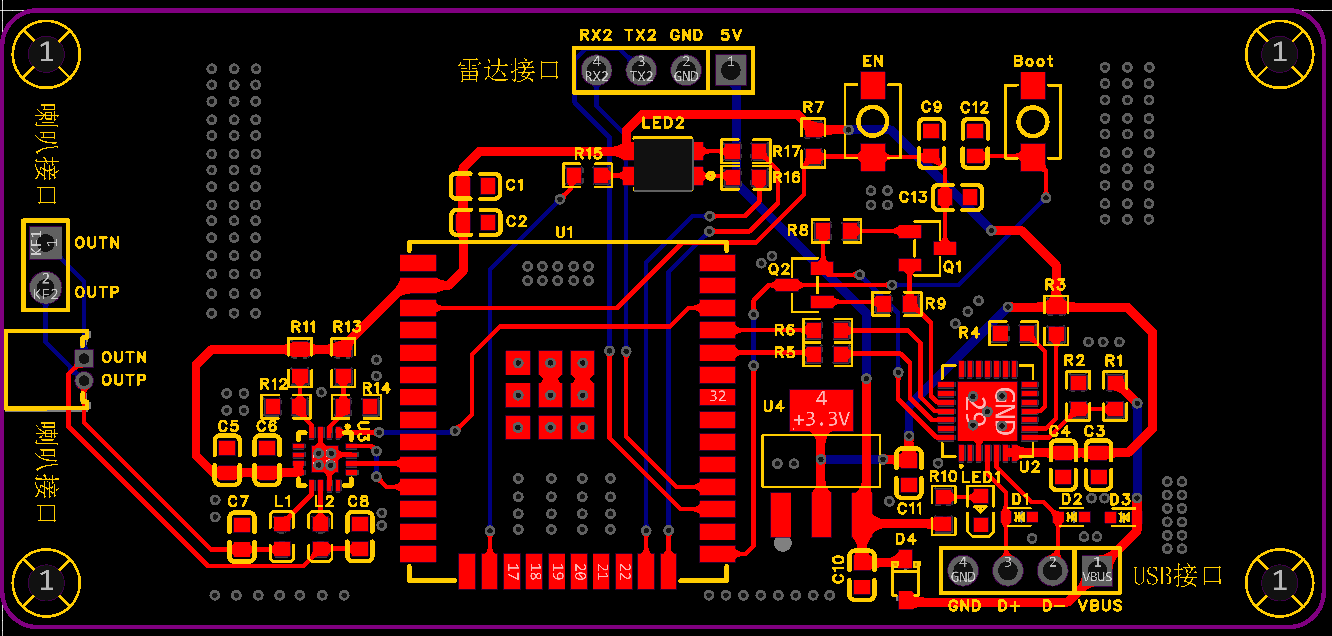 RX2 TX2 GND 5V
雷达接口
4
RX2
3
TX2
2
GND
1
EN
Boot
1
1
喇叭接口
LED2
R7
C9
C12
R15
R17
R16
C1
C2
C13
U1
R8
Q2
Q1
KF1
1
OUTN
2
KF2
OUTP
R9
R3
R11
R13
R6
R5
R4
OUTN
OUTP
R12
R14
32
U4
4
+3.3V
R2
R1
GND
29
C5
C6
U3
C4
C3
U2
喇叭接口
C7
L1
L2
C8
R10
LED1
C11
D1
D2
D3
D4
C10
17
18
19
20
21
22
4
GND
3
2
1
VBUS
USB接口
GND D+ D- VBUS
1
1